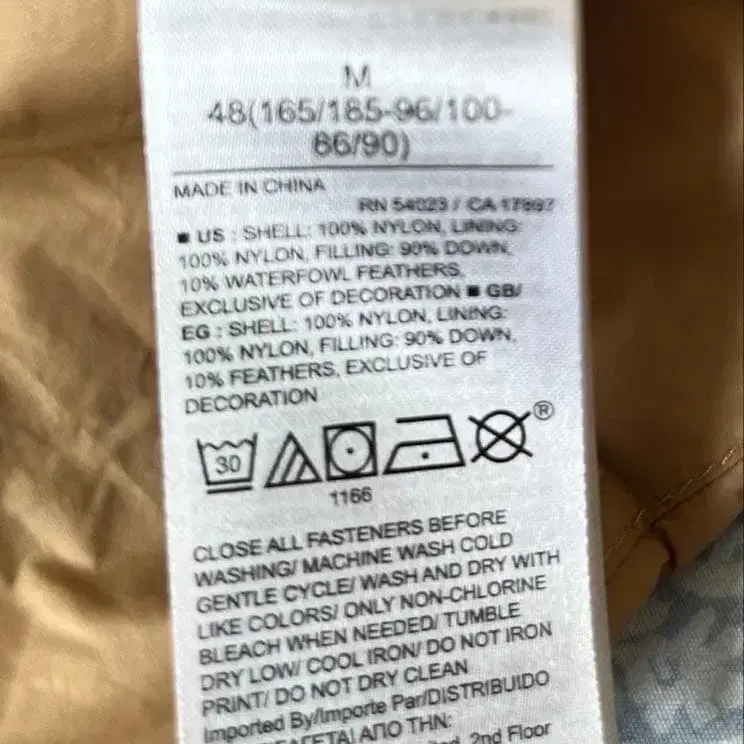 M
48(165/185-96/100-
86/90)
MADE IN CHINA
RN 54023 / CA 17897
■ US : SHELL: 100% NYLON, LINING:
100% NYLON, FILLING: 90% DOWN,
10% WATERFOWL FEATHERS,
EXCLUSIVE OF DECORATION ■ GB/
EG : SHELL: 100% NYLON, LINING:
100% NYLON, FILLING: 90% DOWN,
10% FEATHERS, EXCLUSIVE OF
DECORATION
30
®
1166
CLOSE ALL FASTENERS BEFORE
WASHING/ MACHINE WASH COLD
GENTLE CYCLE/ WASH AND DRY WITH
LIKE COLORS/ ONLY NON-CHLORINE
BLEACH WHEN NEEDED/ TUMBLE
DRY LOW/ COOL IRON/ DO NOT IRON
PRINT/ DO NOT DRY CLEAN
Imported By/Importe Par/DISTRIBUIDO
ΑΠΟ ΤΗΝ:
2nd Floor